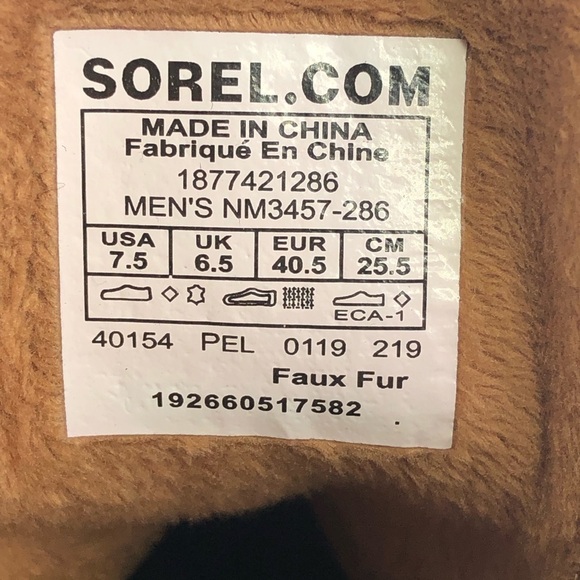 SOREL.COM
MADE IN CHINA
Fabriqué En Chine
1877421286
MEN'S NM3457-286
USA UK EUR CM
7.5 6.5 40.5 25.5
ECA-1
40154 PEL 0119 219
Faux Fur
192660517582